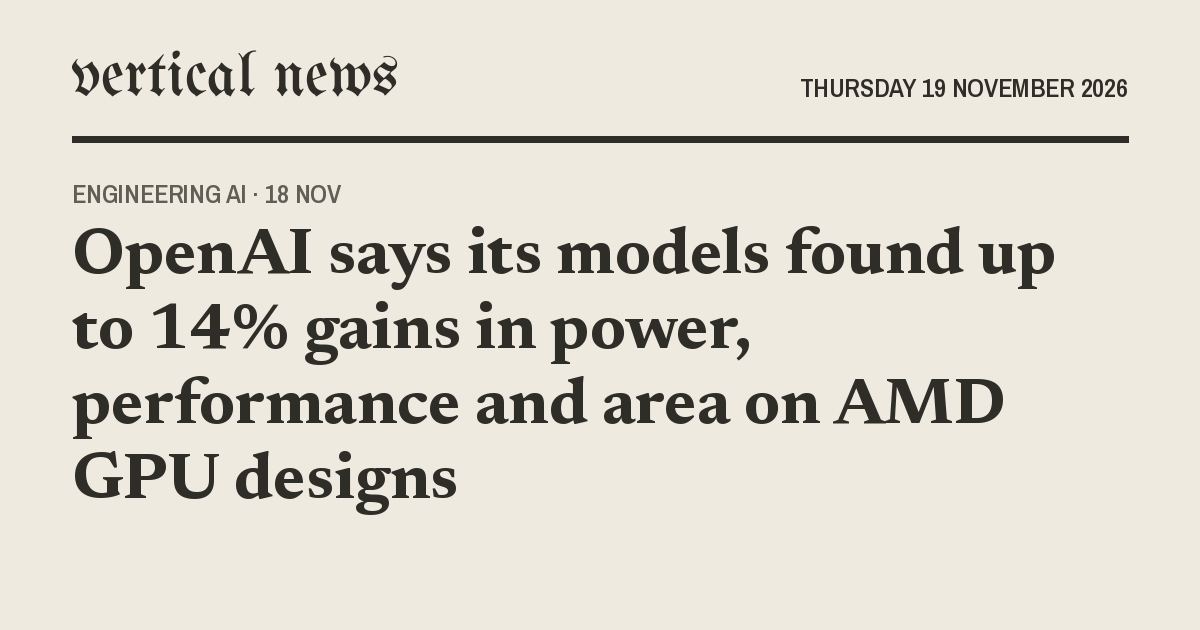 vertical news
THURSDAY 19 NOVEMBER 2026
ENGINEERING AI · 18 NOV
OpenAI says its models found up
to 14% gains in power,
performance and area on AMD
GPU designs